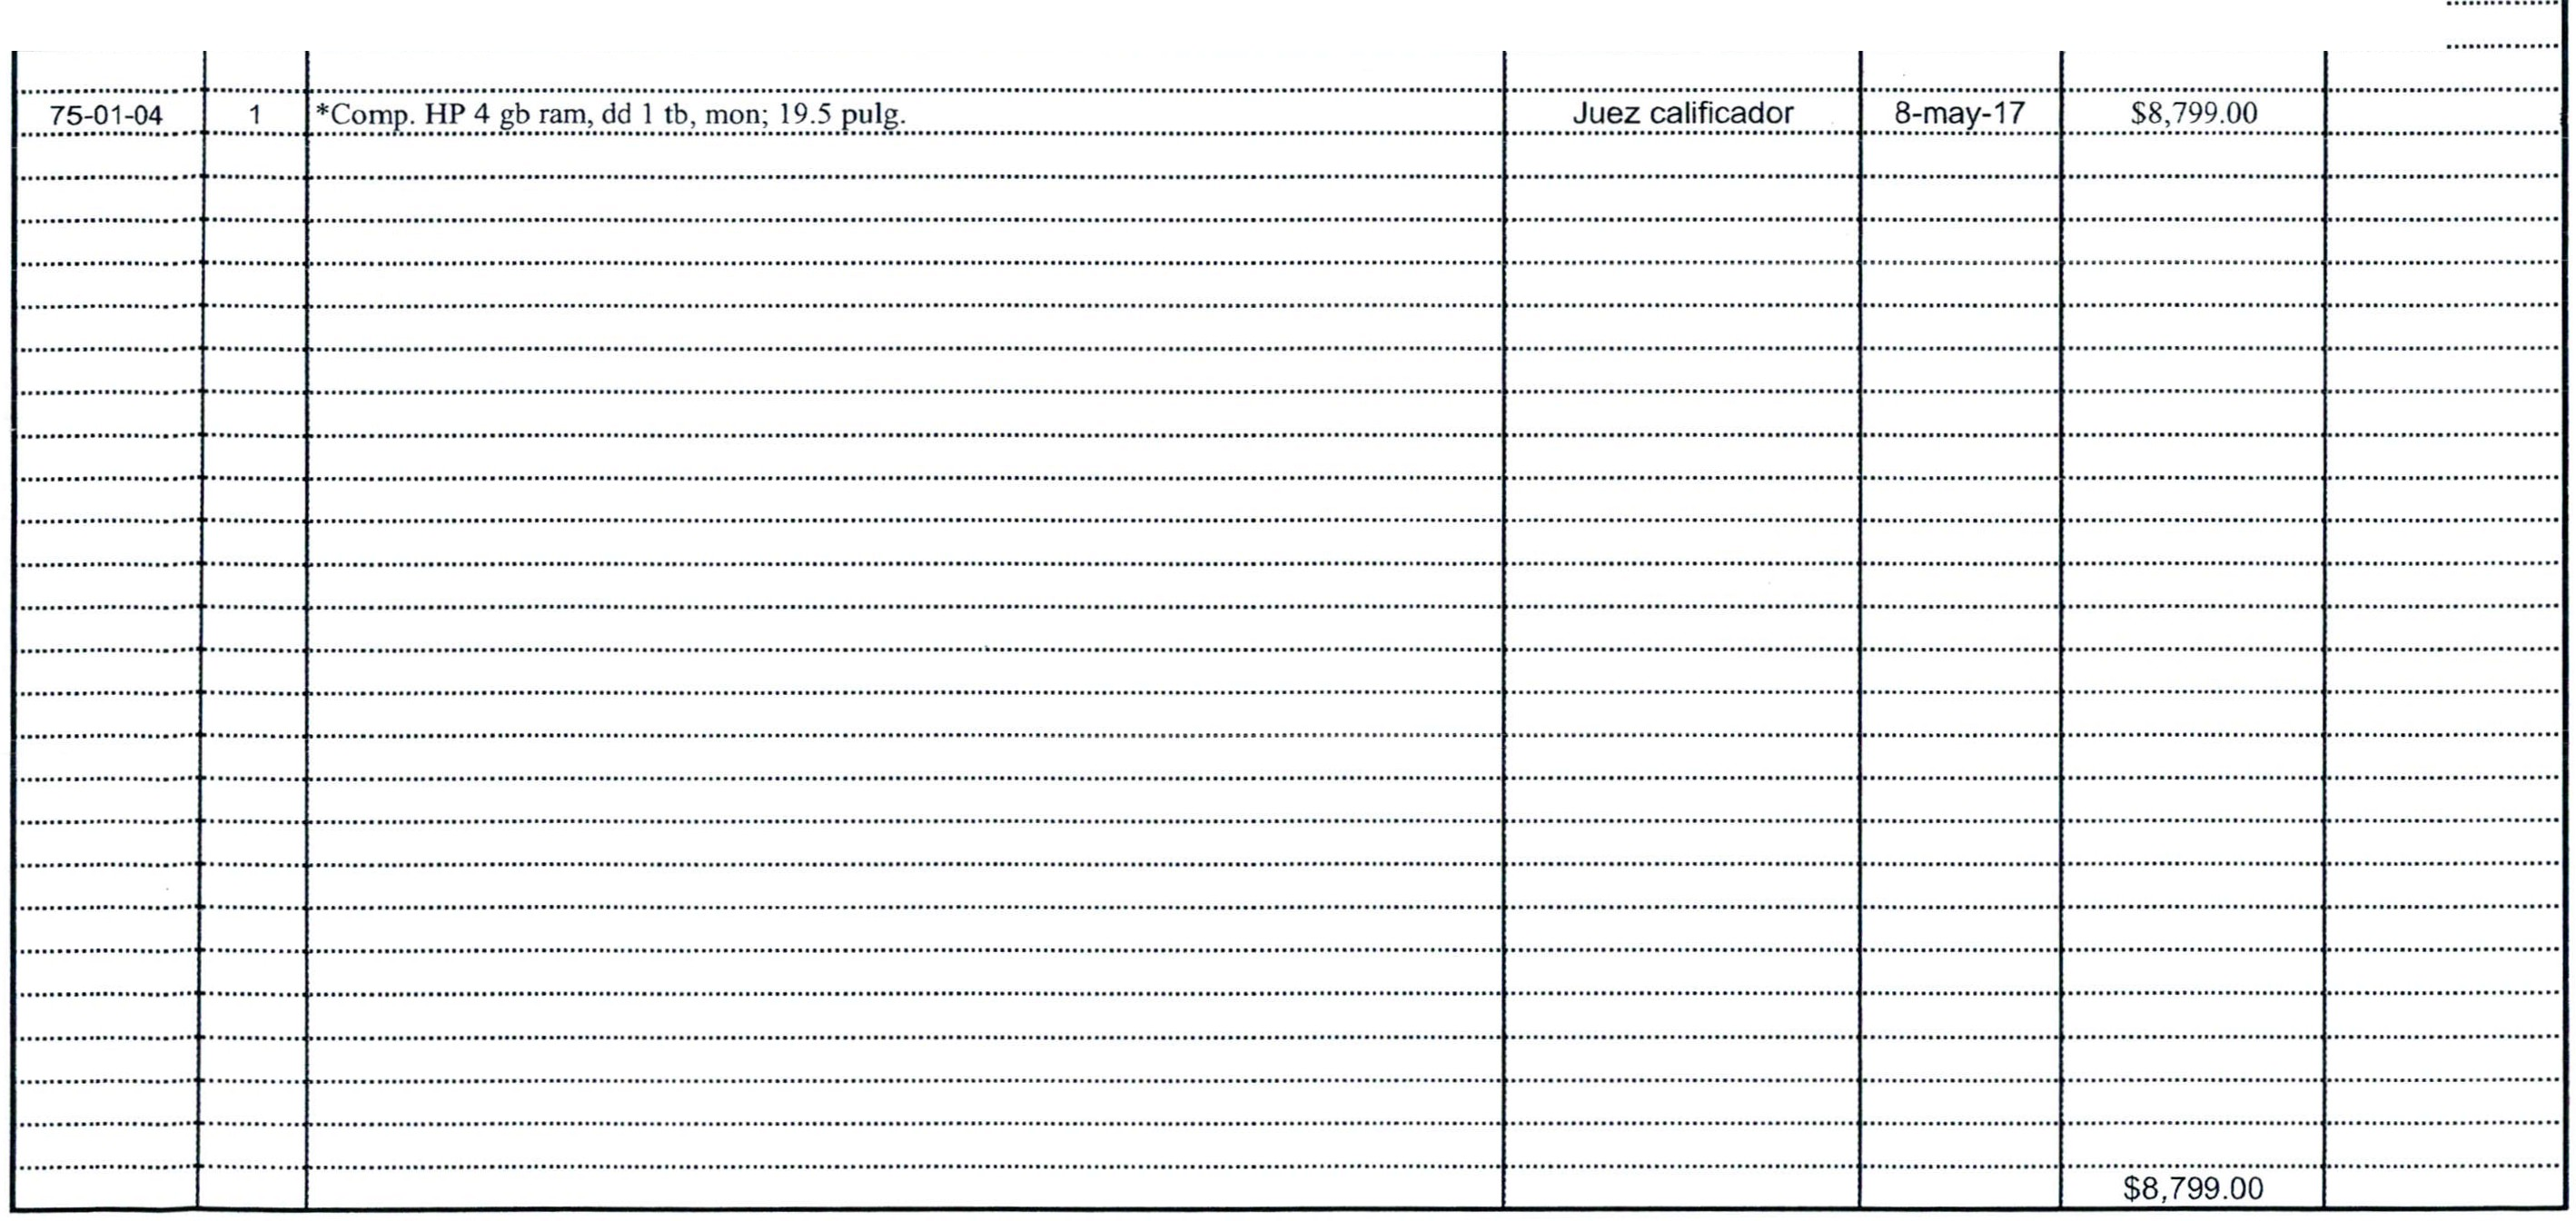 75-01-04 1 *Comp. HP 4 gb ram, dd 1 tb, mon; 19.5 pulg. Juez calificador 8-may-17 $8,799.00
$8,799.00